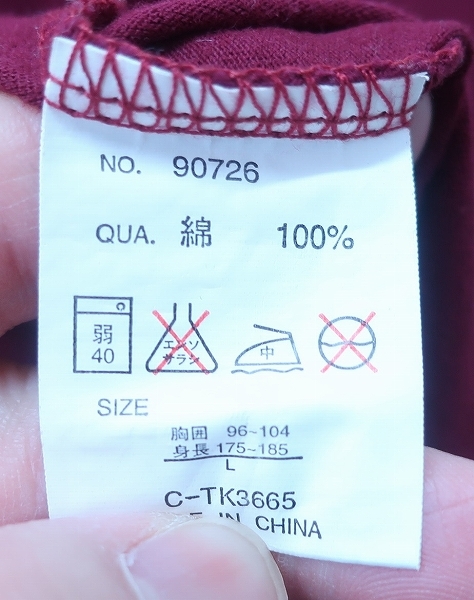 NO. 90726
QUA. 綿 100%
弱
40
エンソ
サラシ
中
SIZE
胸囲 96~104
身長 175~185
L
C-TK3665
IN CHINA